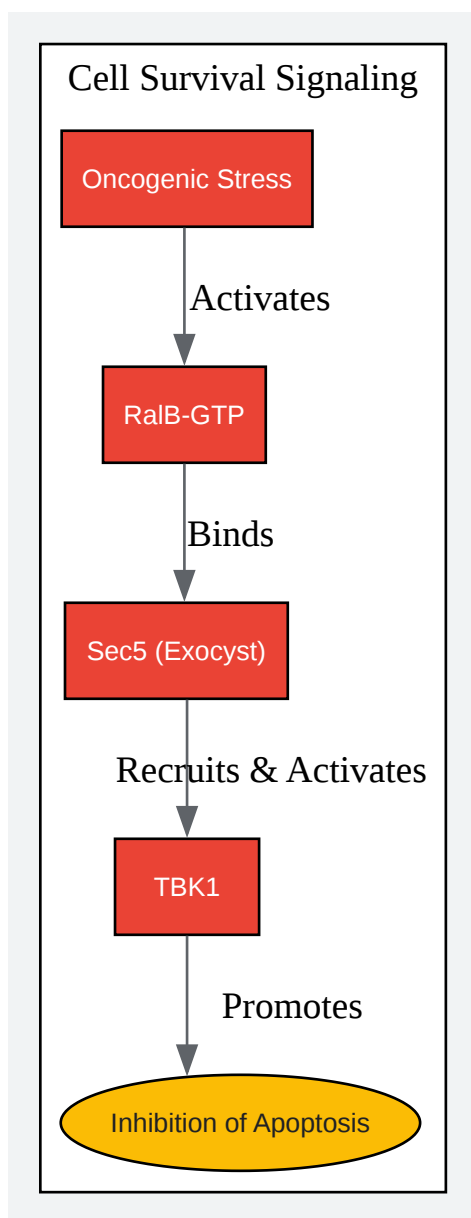 Cell Survival Signaling
Oncogenic Stress
Activates
RalB-GTP
Binds
Sec5 (Exocyst)
Recruits & Activates
TBK1
Promotes
Inhibition of Apoptosis